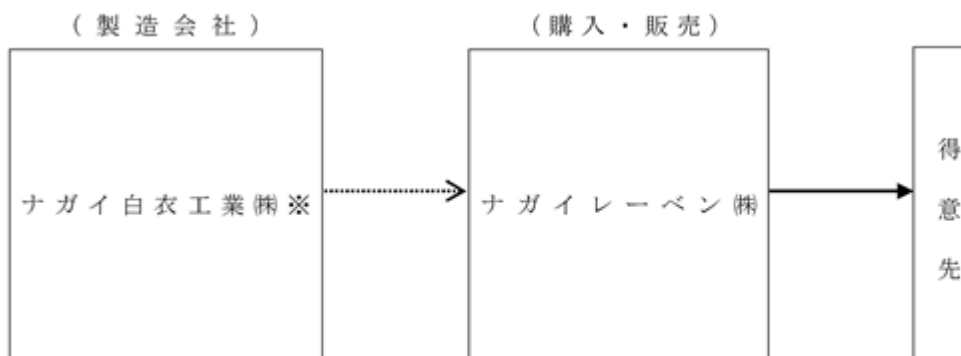 (製造会社)
(購入・販売)
ナガイ白衣工業㈱※
ナガイレーベン㈱
得
意
先